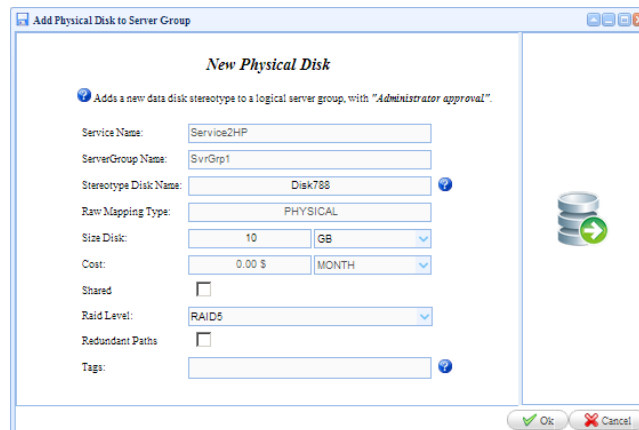 Add Physical Disk to Server Group
New Physical Disk
Adds a new data disk stereotype to a logical server group, with "Administrator approval".
Service Name: Service2HP
ServerGroup Name: SvrGrp1
Stereotype Disk Name: Disk788
Raw Mapping Type: PHYSICAL
Size Disk: 10 GB
Cost: 0.00 $ MONTH
Shared
Raid Level: RAID5
Redundant Paths
Tags:
Ok Cancel